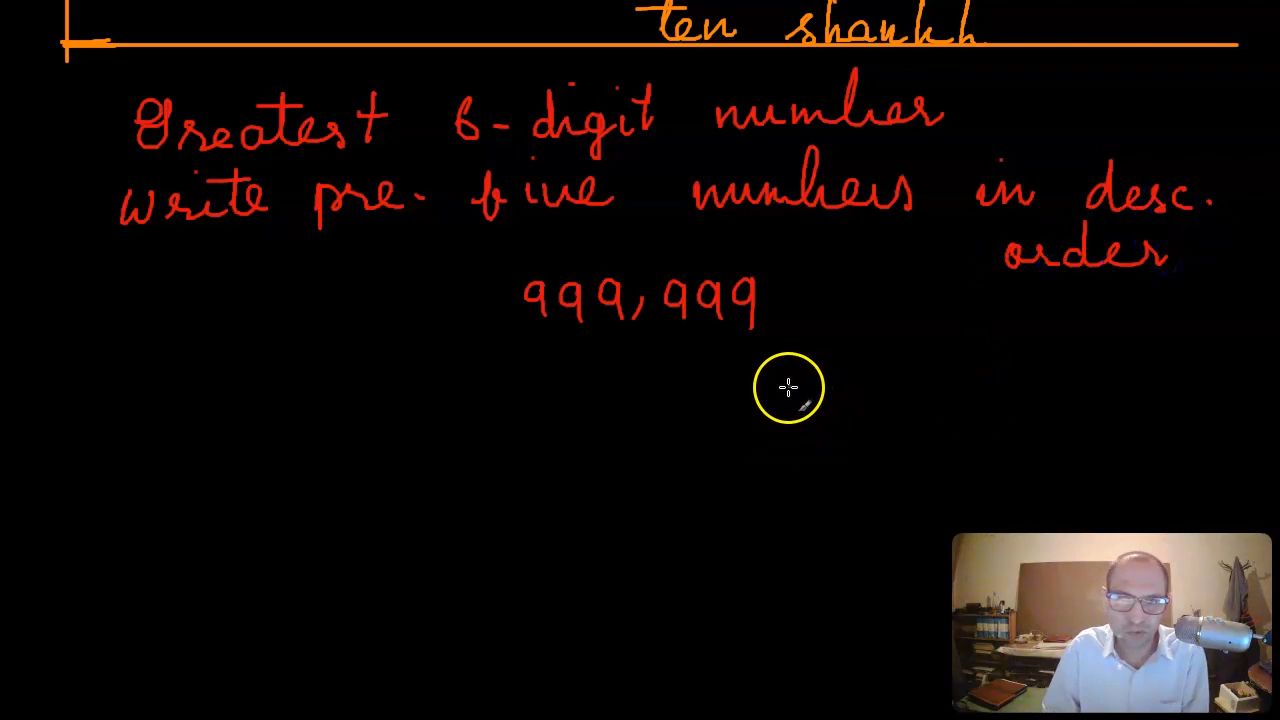 ten shankh
Greatest 6-digit number
write pre. five numbers in desc.
order
999,999